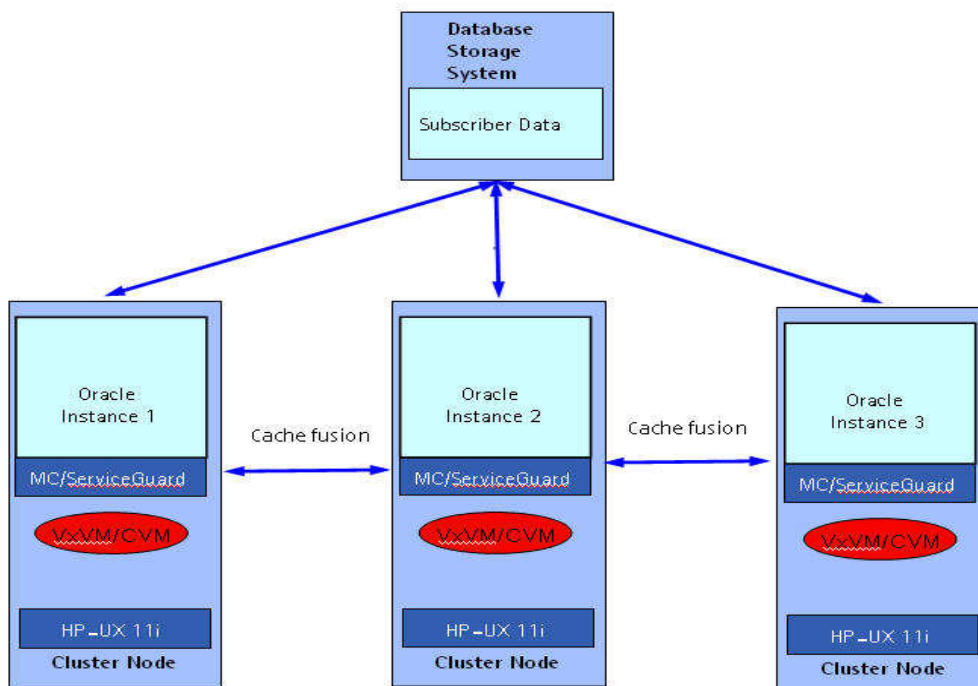 Database
Storage
System
Subscriber Data
Oracle
Instance 1
MC/ServiceGuard
VxVM/CVM
HP-UX 11i
Cluster Node
Cache fusion
Oracle
Instance 2
MC/ServiceGuard
VxVM/CVM
HP-UX 11i
Cluster Node
Cache fusion
Oracle
Instance 3
MC/ServiceGuard
VxVM/CVM
HP-UX 11i
Cluster Node